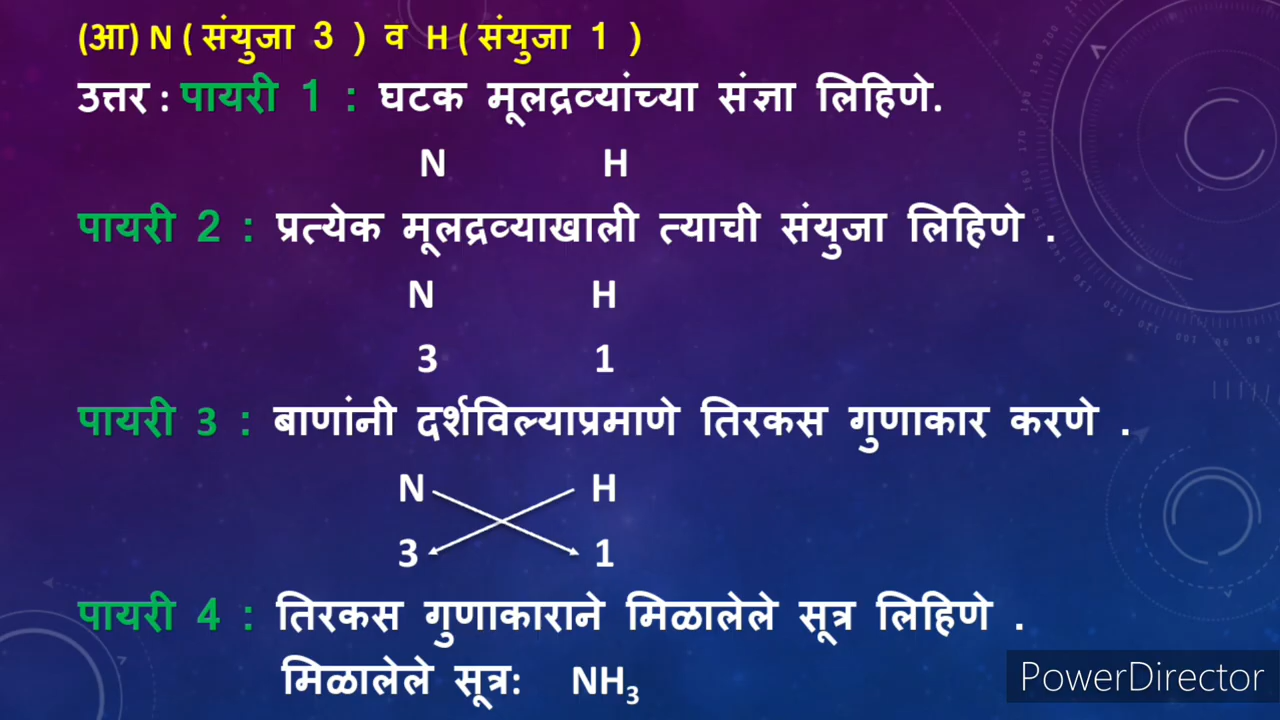 (आ) N ( संयुजा 3 ) व H ( संयुजा 1 )
उत्तर : पायरी 1 : घटक मूलद्रव्यांच्या संज्ञा लिहिणे.
N H
पायरी 2 : प्रत्येक मूलद्रव्याखाली त्याची संयुजा लिहिणे .
N H
3 1
पायरी 3 : बाणांनी दर्शविल्याप्रमाणे तिरकस गुणाकार करणे .
N H
3 1
पायरी 4 : तिरकस गुणाकाराने मिळालेले सूत्र लिहिणे .
मिळालेले सूत्र: NH₃
PowerDirector